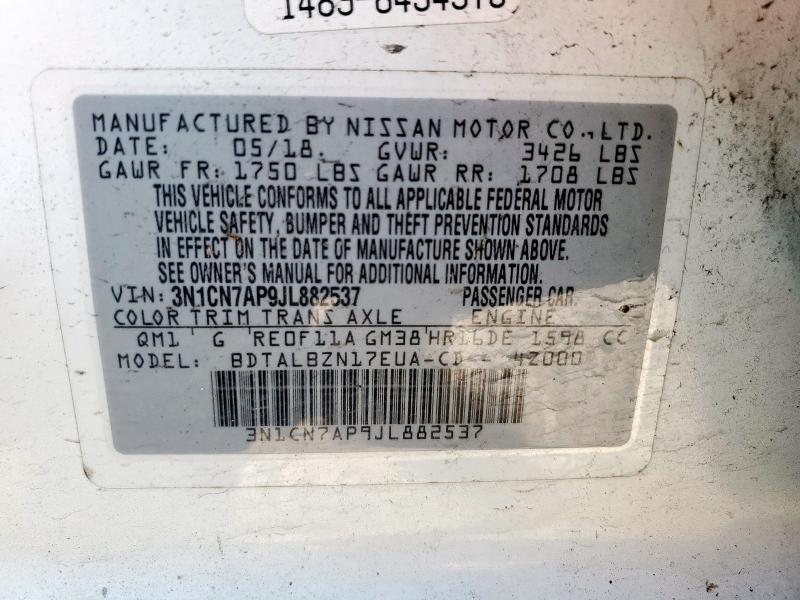 MANUFACTURED BY NISSAN MOTOR CO., LTD.
DATE: 05/18. GVWR: 3426 LBS
GAWR FR: 1750 LBS GAWR RR: 1708 LBS
THIS VEHICLE CONFORMS TO ALL APPLICABLE FEDERAL MOTOR
VEHICLE SAFETY, BUMPER AND THEFT PREVENTION STANDARDS
IN EFFECT ON THE DATE OF MANUFACTURE SHOWN ABOVE.
SEE OWNER'S MANUAL FOR ADDITIONAL INFORMATION.
VIN: 3N1CN7AP9JL882537 PASSENGER CAR.
COLOR TRIM TRANS AXLE ENGINE
QM1 G RE0F11A GM38 HR16DE 1598 CC
MODEL: BDTALBZN17EUA-CD-- 4Z000
3N1CN7AP9JL882537